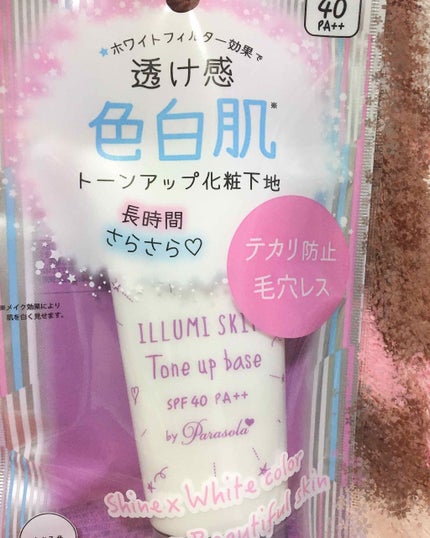 40
PA++
ホワイトフィルター効果で
透け感
色白肌※
トーンアップ化粧下地
長時間
さらさら♡
テカリ防止
毛穴レス
※メイク効果により
肌を白く見せます。
ILLUMI SKIN
Tone up base
SPF40 PA++
by Parasola
Shine x White color
Beautiful skin